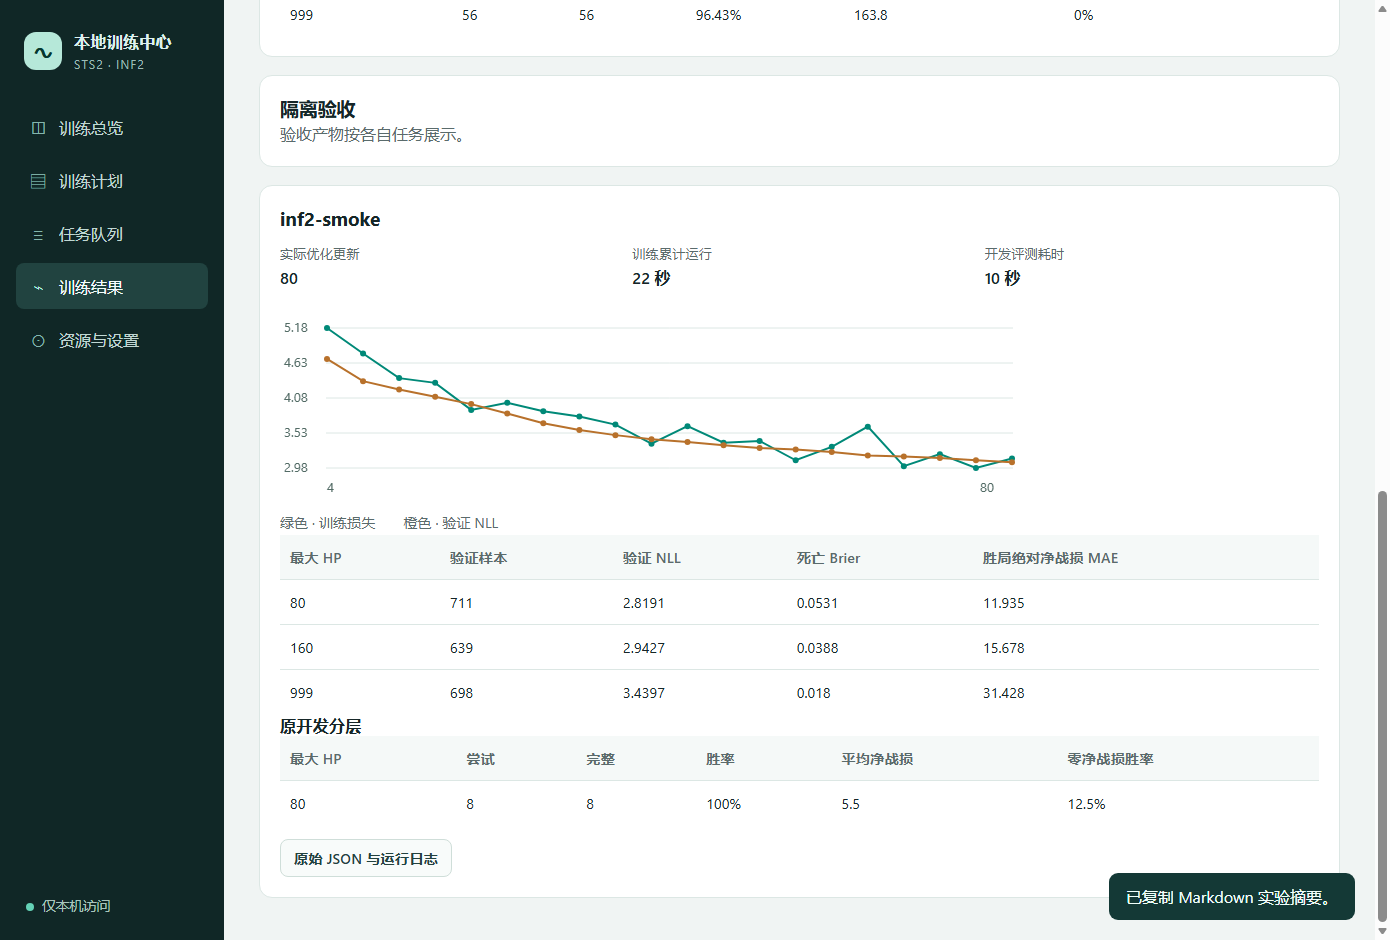 本地训练中心
STS2 · INF2
训练总览
训练计划
任务队列
训练结果
资源与设置
仅本机访问
999 56 56 96.43% 163.8 0%
隔离验收
验收产物按各自任务展示。
inf2-smoke
实际优化更新 训练累计运行 开发评测耗时
80 22 秒 10 秒
5.18
4.63
4.08
3.53
2.98
4 80
绿色 · 训练损失 橙色 · 验证 NLL
最大 HP 验证样本 验证 NLL 死亡 Brier 胜局绝对净战损 MAE
80 711 2.8191 0.0531 11.935
160 639 2.9427 0.0388 15.678
999 698 3.4397 0.018 31.428
原开发分层
最大 HP 尝试 完整 胜率 平均净战损 零净战损胜率
80 8 8 100% 5.5 12.5%
原始 JSON 与运行日志
已复制 Markdown 实验摘要。